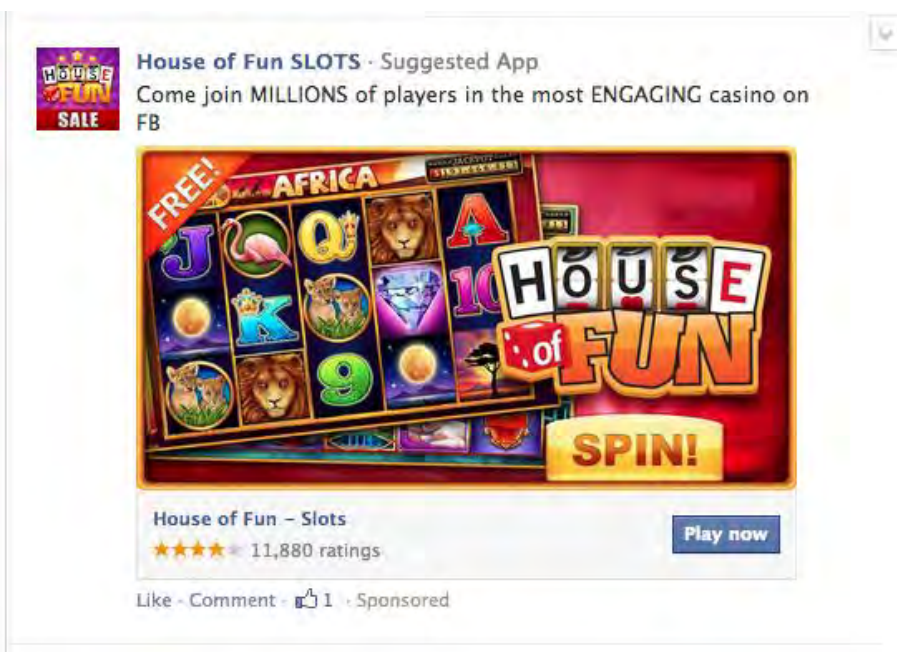 House of Fun SLOTS · Suggested App
Come join MILLIONS of players in the most ENGAGING casino on
FB
HOUSE
of FUN
SALE
FREE!
AFRICA
JACKPOT
J
Q
A
K
10
9
HOUSE
of FUN
SPIN!
House of Fun – Slots
11,880 ratings
Play now
Like · Comment · 1 · Sponsored